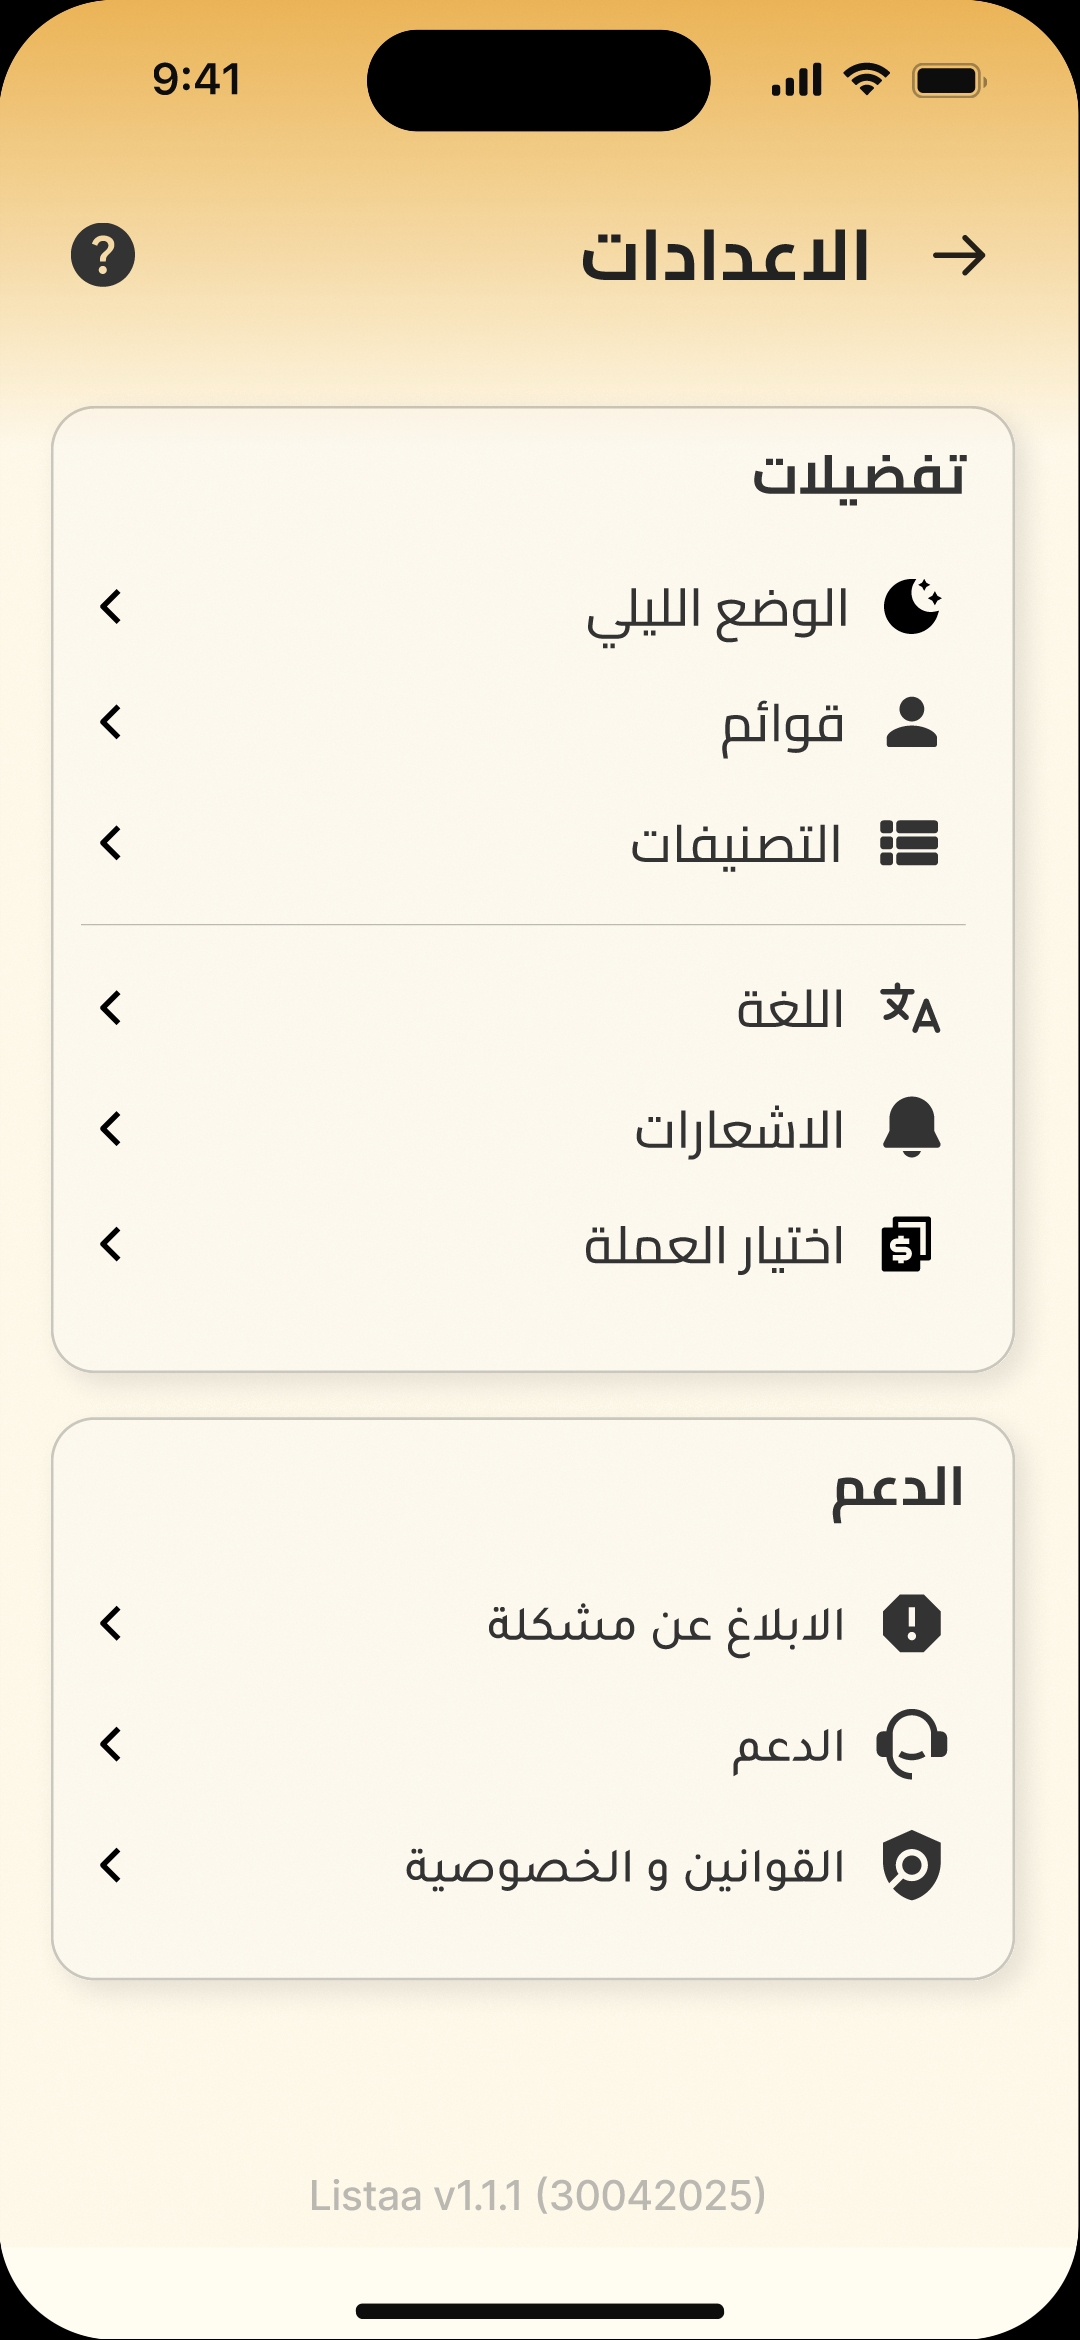 9:41
الاعدادات
تفضيلات
الوضع الليلي
قوائم
التصنيفات
اللغة
الاشعارات
اختيار العملة
الدعم
الابلاغ عن مشكلة
الدعم
القوانين و الخصوصية
Listaa v1.1.1 (30042025)